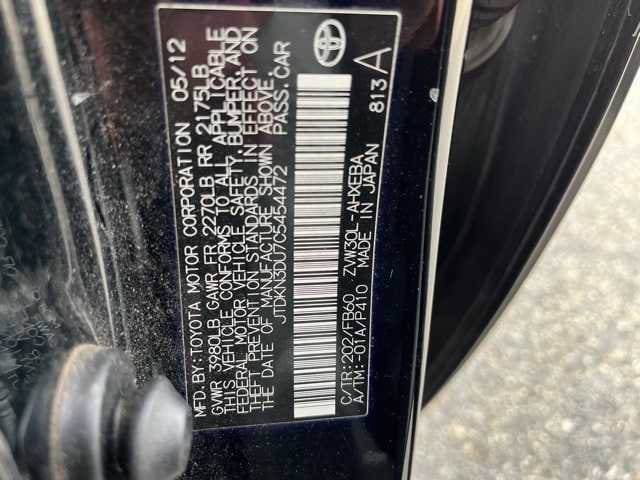 MFD.BY:TOYOTA MOTOR CORPORATION 05/12
GVWR 3980LB GAWR FR 2270LB RR 2175LB
THIS VEHICLE CONFORMS TO ALL APPLICABLE
FEDERAL MOTOR VEHICLE SAFETY, BUMPER, AND
THEFT PREVENTION STANDARDS IN EFFECT ON
THE DATE OF MANUFACTURE SHOWN ABOVE.
JTDKN3DU7C5454472 PASS.CAR
C/TR:202/FB60 ZVW30L-AHXEBA
A/TM:-01A/P410 MADE IN JAPAN
813 A